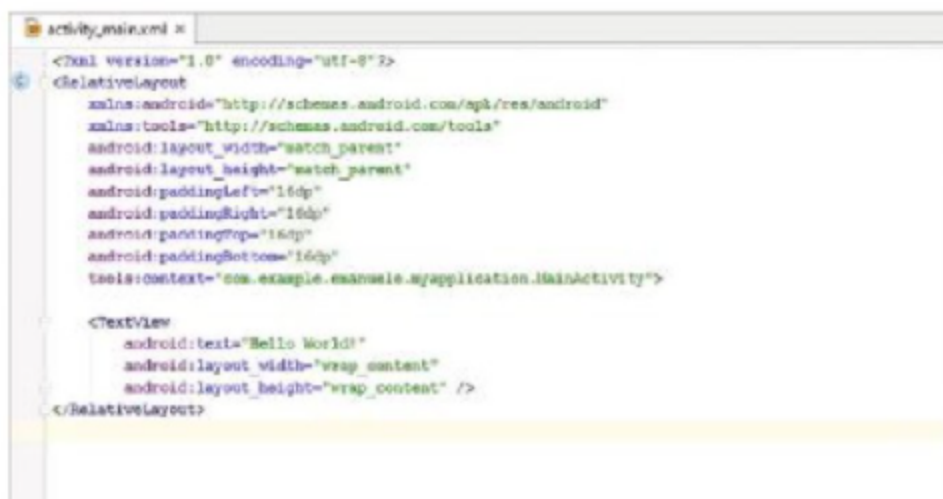 activity_main.xml ×
<?xml version="1.0" encoding="utf-8"?>
<RelativeLayout
xmlns:android="http://schemas.android.com/apk/res/android"
xmlns:tools="http://schemas.android.com/tools"
android:layout_width="match_parent"
android:layout_height="match_parent"
android:paddingLeft="16dp"
android:paddingRight="16dp"
android:paddingTop="16dp"
android:paddingBottom="16dp"
tools:context="com.example.emanuele.myapplication.MainActivity">
<TextView
android:text="Hello World!"
android:layout_width="wrap_content"
android:layout_height="wrap_content" />
</RelativeLayout>